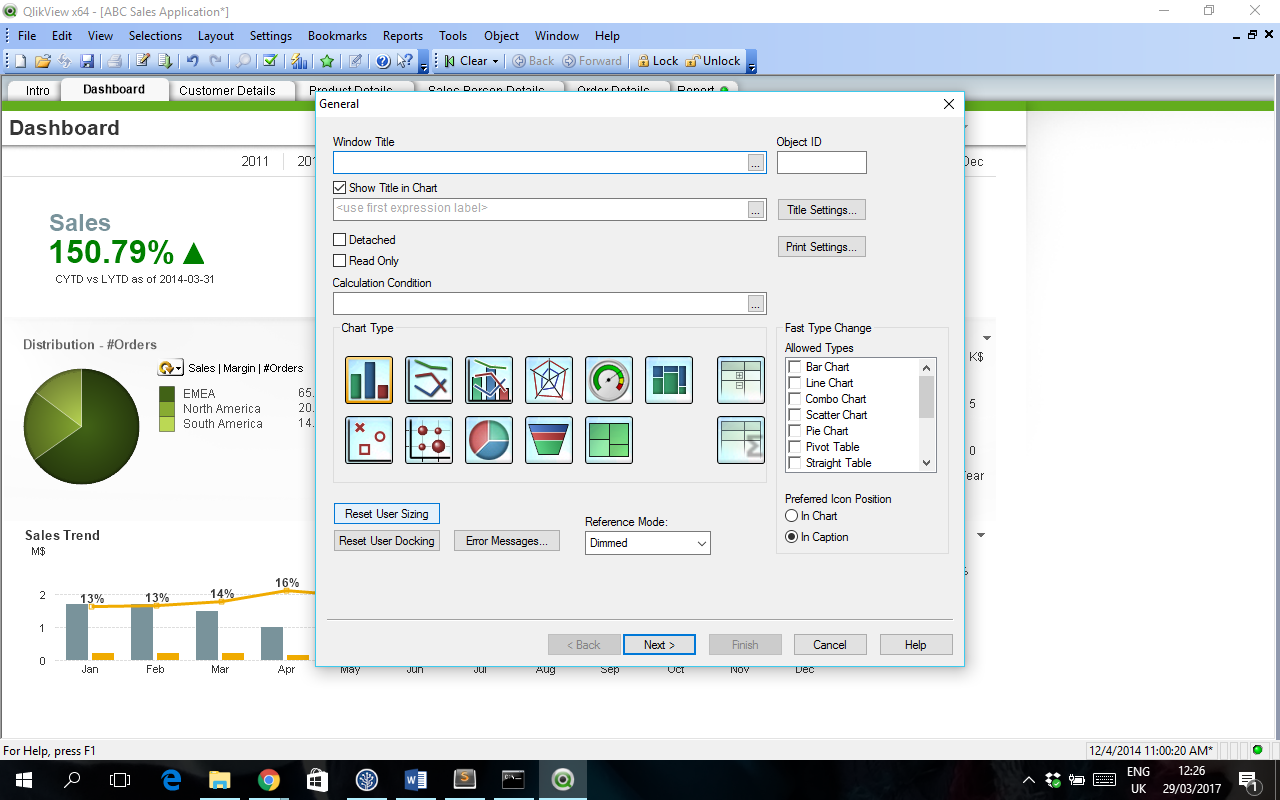 QlikView x64 - [ABC Sales Application*]
File Edit View Selections Layout Settings Bookmarks Reports Tools Object Window Help
Clear Back Forward Lock Unlock
Intro Dashboard Customer Details Product Details Sales Person Details Order Details Report
General
Dashboard
Window Title Object ID
2011 Dec
...
Show Title in Chart
<use first expression label> ... Title Settings...
Sales
150.79% ▲
Detached Print Settings...
Read Only
CYTD vs LYTD as of 2014-03-31
Calculation Condition
...
Chart Type Fast Type Change
Distribution - #Orders
Allowed Types
K$
Sales | Margin | #Orders
Bar Chart
Line Chart
EMEA 65.
Combo Chart
5
North America 20.
Scatter Chart
South America 14.
Pie Chart
Pivot Table
0
Straight Table
Preferred Icon Position
Reset User Sizing
In Chart
Reference Mode:
Sales Trend
In Caption
Reset User Docking Error Messages... Dimmed
M$
2 13% 13% 14% 16%
1
< Back Next > Finish Cancel Help
0
Jan Feb Mar Apr May Jun Jul Aug Sep Oct Nov Dec
For Help, press F1 12/4/2014 11:00:20 AM*
ENG 12:26
UK 29/03/2017 1